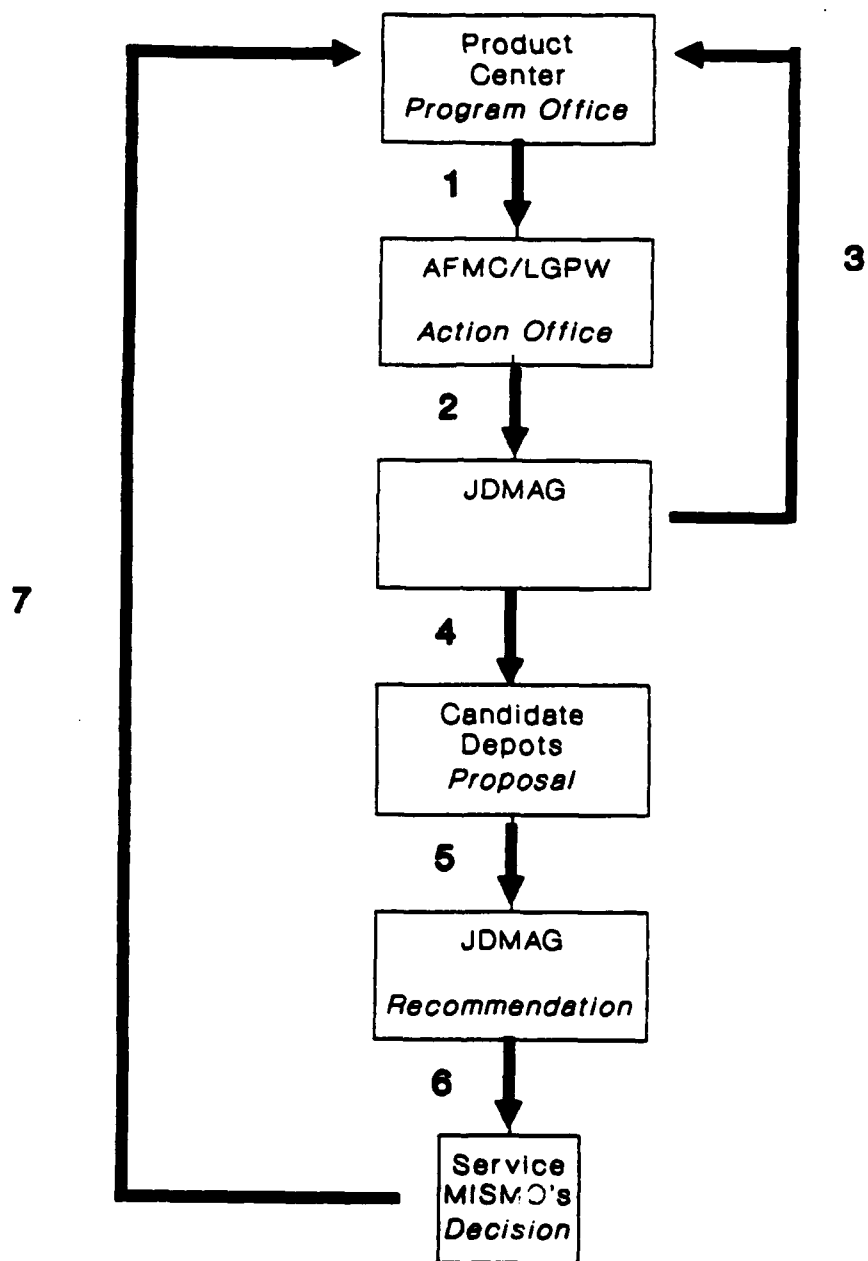 Product
Center
Program Office
1
AFMC/LGPW
Action Office
3
2
JDMAG
7
4
Candidate
Depots
Proposal
5
JDMAG
Recommendation
6
Service
MISMO's
Decision